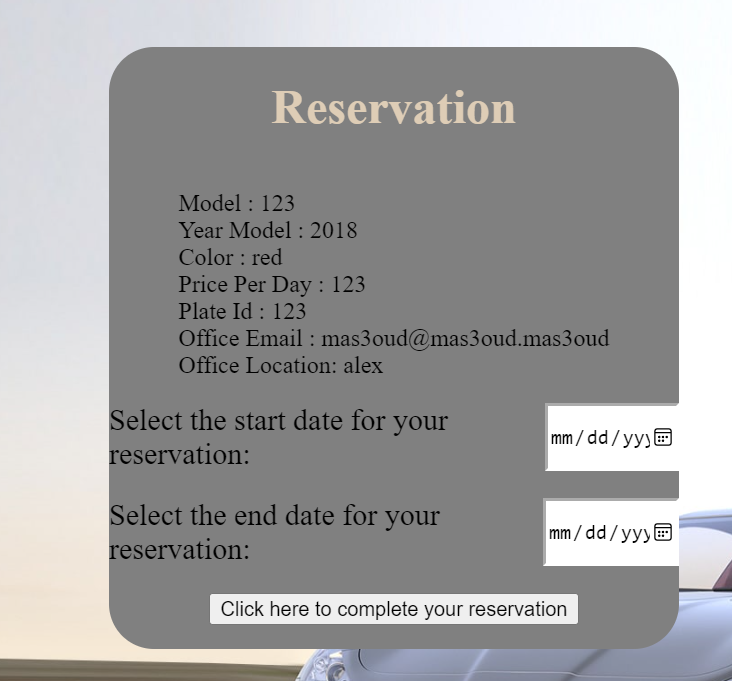 Reservation
Model : 123
Year Model : 2018
Color : red
Price Per Day : 123
Plate Id : 123
Office Email : mas3oud@mas3oud.mas3oud
Office Location: alex
Select the start date for your
reservation:
mm/dd/yyy
Select the end date for your
reservation:
mm/dd/yyy
Click here to complete your reservation